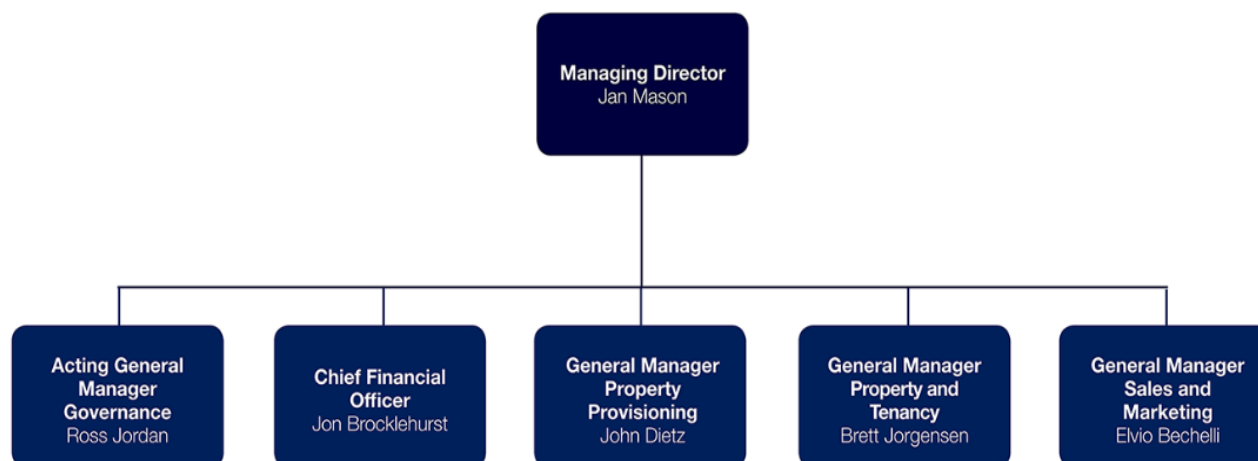 Managing Director
Jan Mason
Acting General
Manager
Governance
Ross Jordan
Chief Financial
Officer
Jon Brocklehurst
General Manager
Property
Provisioning
John Dietz
General Manager
Property and
Tenancy
Brett Jorgensen
General Manager
Sales and
Marketing
Elvio Bechelli